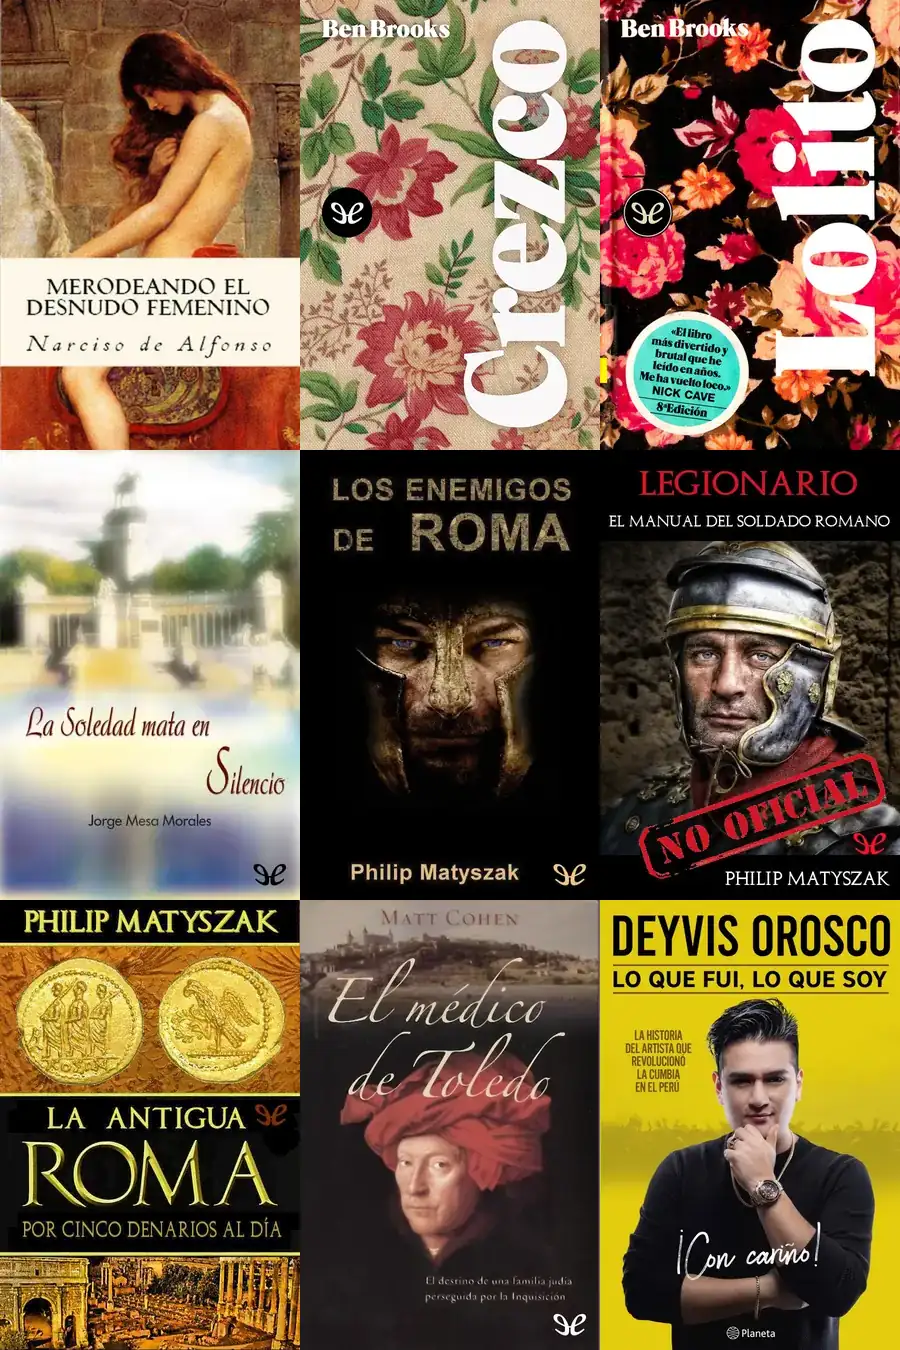 MERODEANDO EL
DESNUDO FEMENINO
Narciso de Alfonso
Ben Brooks
Crezco
Ben Brooks
Lolito
«El libro
más divertido y
brutal que he
leído en años.
Me ha vuelto loco.»
NICK CAVE
8ª Edición
La Soledad mata en
Silencio
Jorge Mesa Morales
LOS ENEMIGOS
DE ROMA
Philip Matyszak
LEGIONARIO
EL MANUAL DEL SOLDADO ROMANO
NO OFICIAL
PHILIP MATYSZAK
PHILIP MATYSZAK
LA ANTIGUA
ROMA
POR CINCO DENARIOS AL DÍA
MATT COHEN
El médico
de Toledo
El destino de una familia judía
perseguida por la Inquisición
DEYVIS OROSCO
LO QUE FUI, LO QUE SOY
LA HISTORIA
DEL ARTISTA QUE
REVOLUCIONÓ
LA CUMBIA
EN EL PERÚ
¡Con cariño!
Planeta